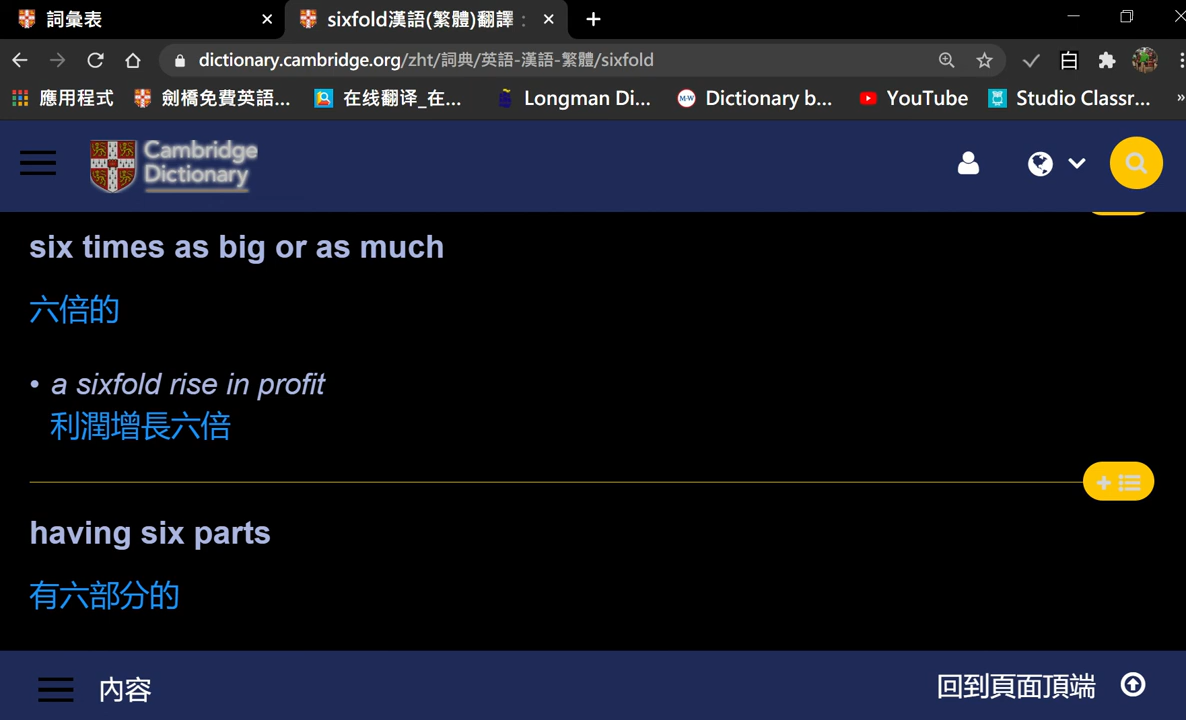 詞彙表
sixfold漢語(繁體)翻譯：
dictionary.cambridge.org/zht/詞典/英語-漢語-繁體/sixfold
白
應用程式
劍橋免費英語...
在线翻译_在...
Longman Di...
M-W
Dictionary b...
YouTube
Studio Classr...
»
Cambridge
Dictionary
six times as big or as much
六倍的
• a sixfold rise in profit
利潤增長六倍
having six parts
有六部分的
內容
回到頁面頂端